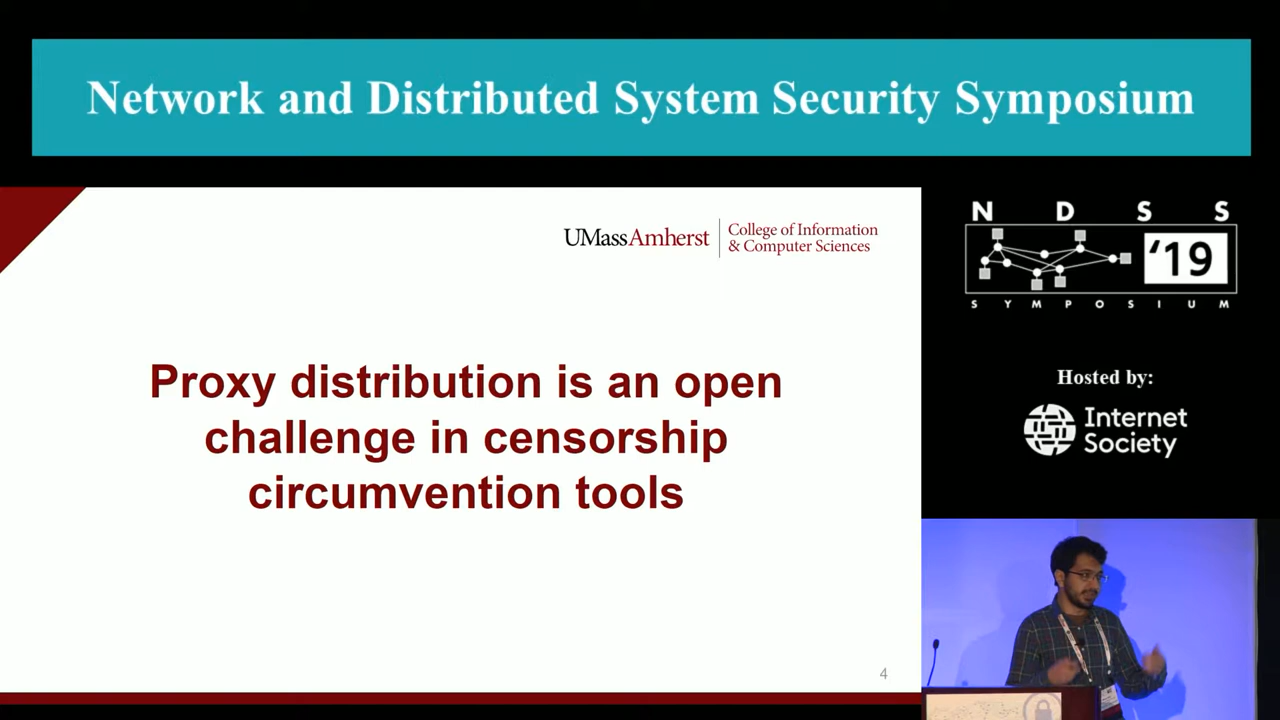 Network and Distributed System Security Symposium
UMassAmherst
College of Information
& Computer Sciences
Proxy distribution is an open
challenge in censorship
circumvention tools
4
N D S S
‘19
S Y M P O S I U M
Hosted by:
Internet
Society